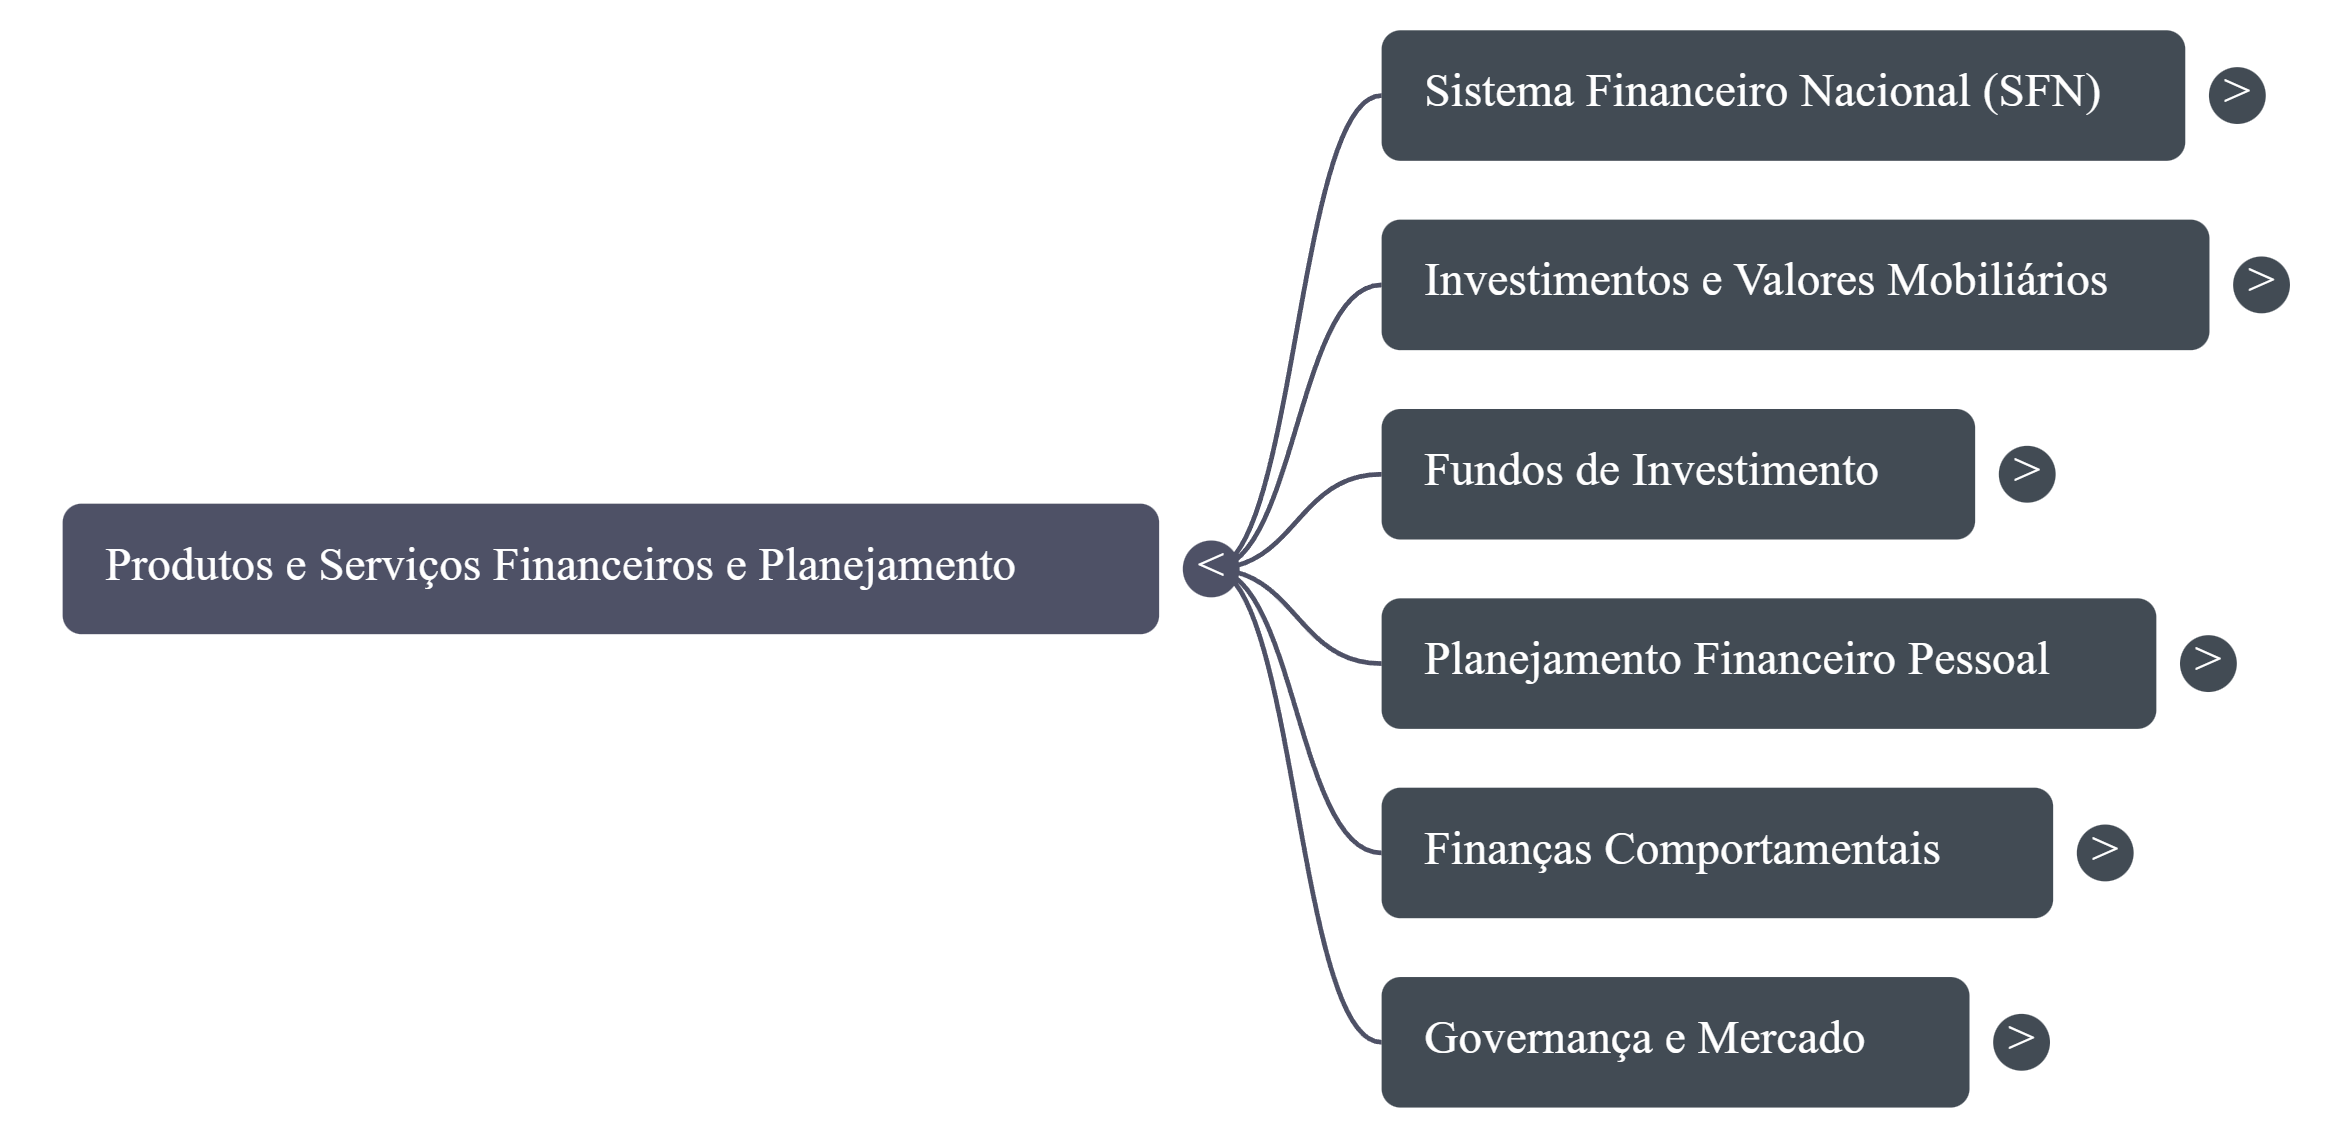 Sistema Financeiro Nacional (SFN)
>
Investimentos e Valores Mobiliários
>
Fundos de Investimento
>
Produtos e Serviços Financeiros e Planejamento
<
Planejamento Financeiro Pessoal
>
Finanças Comportamentais
>
Governança e Mercado
>